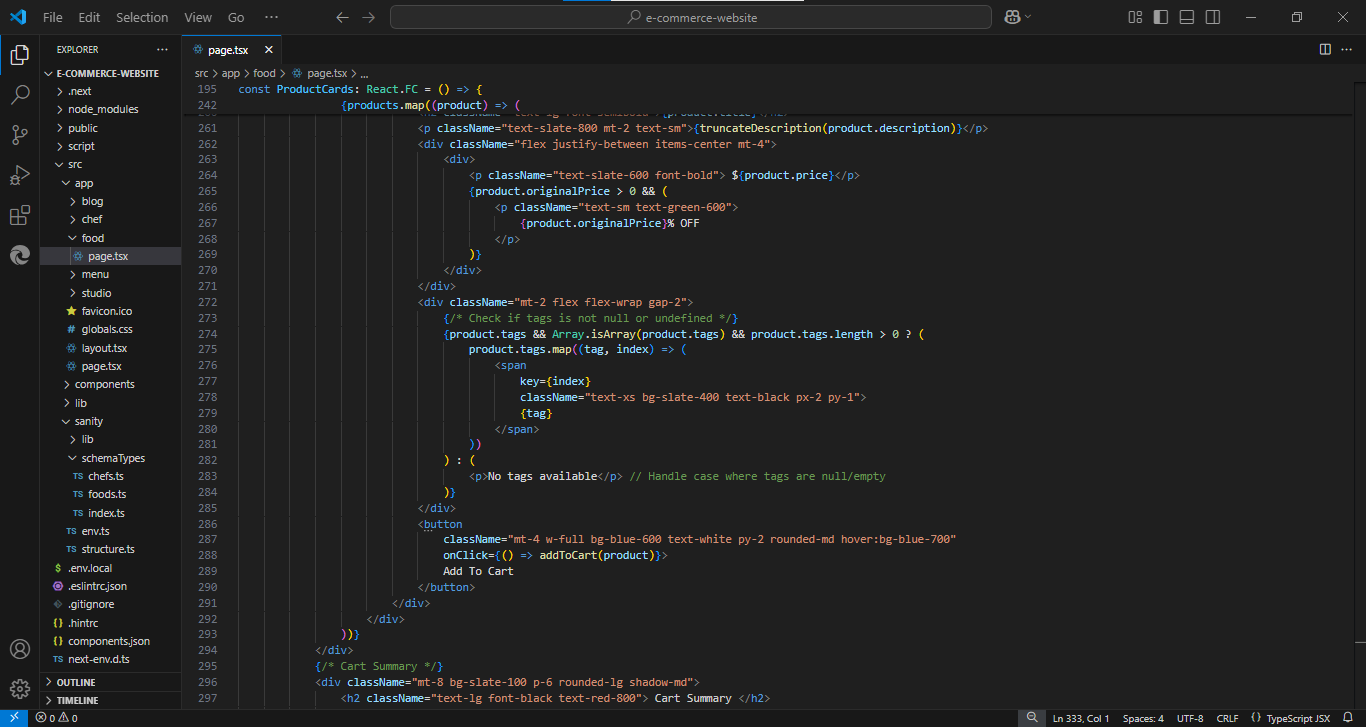 File Edit Selection View Go ··· e-commerce-website
EXPLORER ···
E-COMMERCE-WEBSITE
.next
node_modules
public
script
src
app
blog
chef
food
page.tsx
menu
studio
favicon.ico
globals.css
layout.tsx
page.tsx
components
lib
sanity
lib
schemaTypes
TS chefs.ts
TS foods.ts
TS index.ts
TS env.ts
TS structure.ts
$ .env.local
.eslintrc.json
.gitignore
{} .hintrc
{} components.json
TS next-env.d.ts
OUTLINE
TIMELINE
page.tsx
src > app > food > page.tsx > ...
195 const ProductCards: React.FC = () => {
242 {products.map((product) => (
261 <p className="text-slate-800 mt-2 text-sm">{truncateDescription(product.description)}</p>
262 <div className="flex justify-between items-center mt-4">
263 <div>
264 <p className="text-slate-600 font-bold"> ${product.price}</p>
265 {product.originalPrice > 0 && (
266 <p className="text-sm text-green-600">
267 {product.originalPrice}% OFF
268 </p>
269 )}
270 </div>
271 </div>
272 <div className="mt-2 flex flex-wrap gap-2">
273 {/* Check if tags is not null or undefined */}
274 {product.tags && Array.isArray(product.tags) && product.tags.length > 0 ? (
275 product.tags.map((tag, index) => (
276 <span
277 key={index}
278 className="text-xs bg-slate-400 text-black px-2 py-1">
279 {tag}
280 </span>
281 ))
282 ) : (
283 <p>No tags available</p> // Handle case where tags are null/empty
284 )}
285 </div>
286 <button
287 className="mt-4 w-full bg-blue-600 text-white py-2 rounded-md hover:bg-blue-700"
288 onClick={() => addToCart(product)}>
289 Add To Cart
290 </button>
291 </div>
292 </div>
293 ))}
294 </div>
295 {/* Cart Summary */}
296 <div className="mt-8 bg-slate-100 p-6 rounded-lg shadow-md">
297 <h2 className="text-lg font-black text-red-800"> Cart Summary </h2>
0 0 Ln 333, Col 1 Spaces: 4 UTF-8 CRLF {} TypeScript JSX